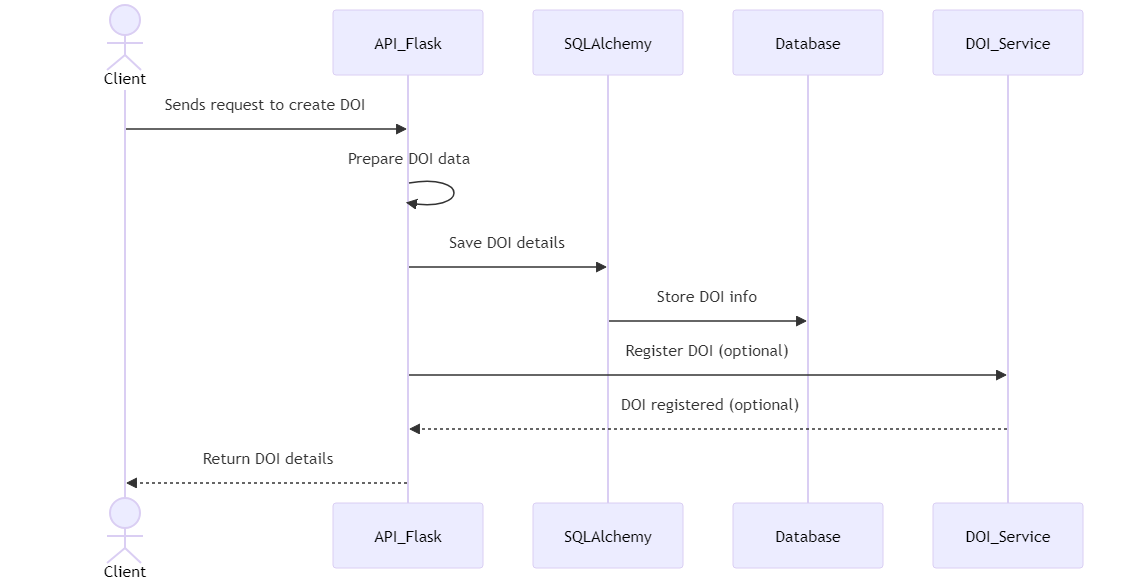 Client
API_Flask
SQLAlchemy
Database
DOI_Service
Sends request to create DOI
Prepare DOI data
Save DOI details
Store DOI info
Register DOI (optional)
DOI registered (optional)
Return DOI details
Client
API_Flask
SQLAlchemy
Database
DOI_Service